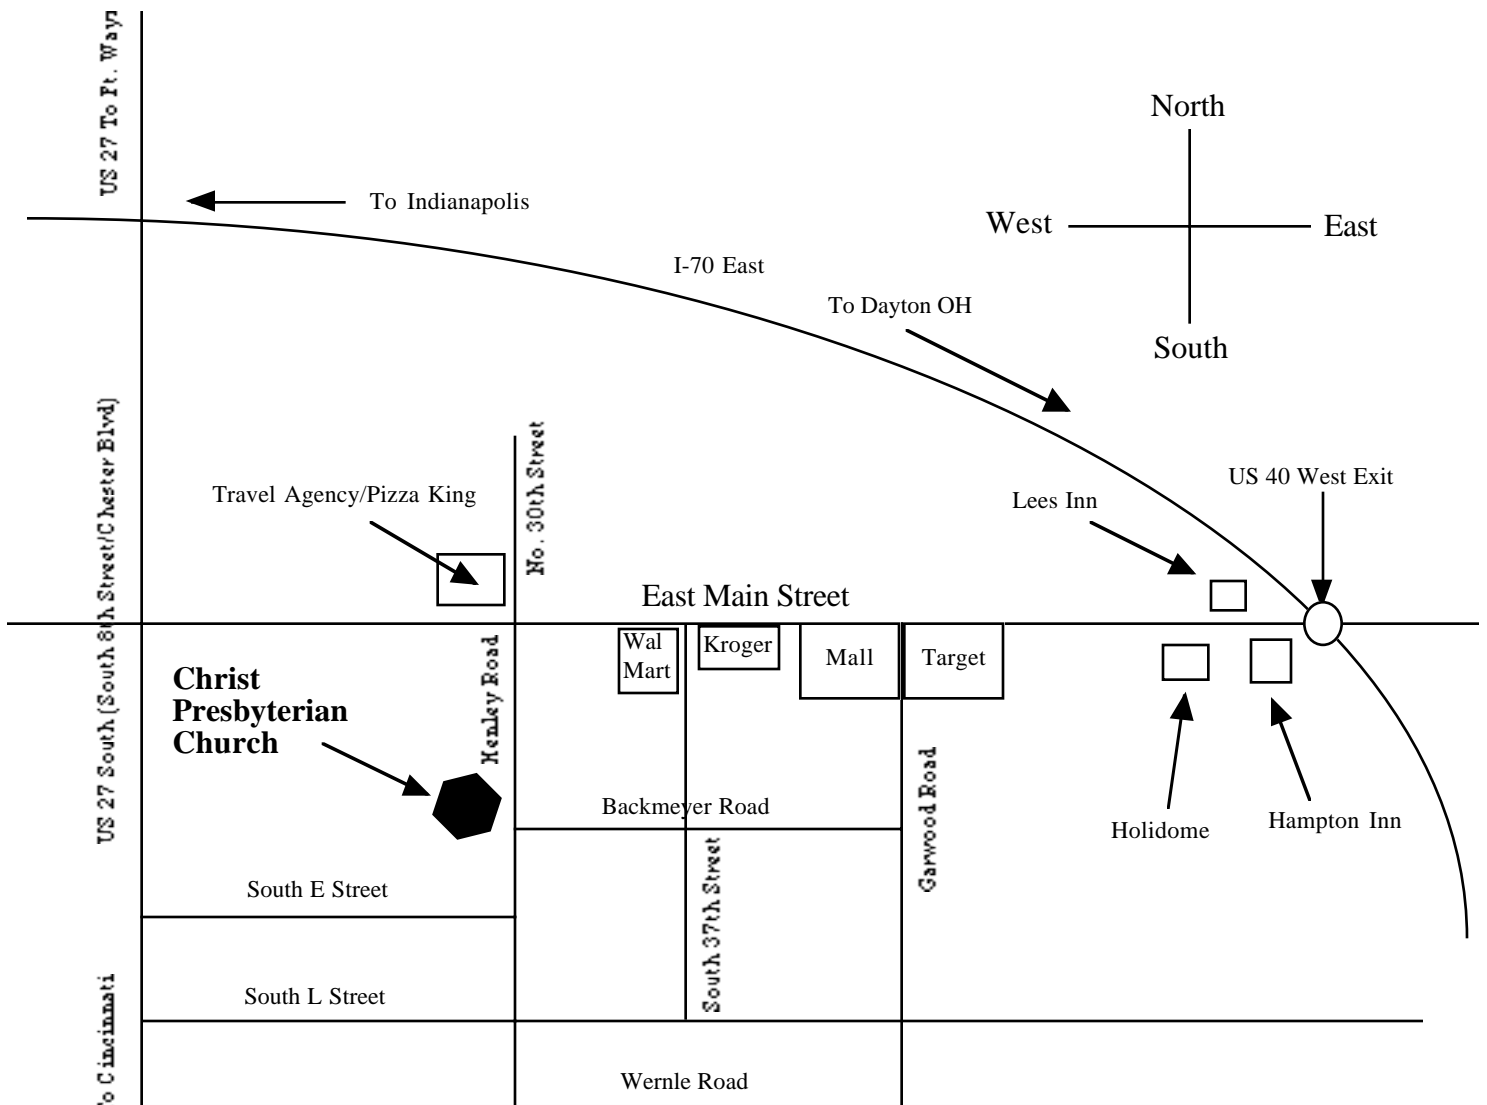 US 27 To Ft. Wayn
North
To Indianapolis
West
East
I-70 East
To Dayton OH
South
US 27 South (South 8th Street/Chester Blvd)
No. 30th Street
US 40 West Exit
Travel Agency/Pizza King
Lees Inn
East Main Street
Wal
Mart
Kroger
Mall
Target
Henley Road
Christ
Presbyterian
Church
Garwood Road
Backmeyer Road
Holidome
Hampton Inn
South 37th Street
South E Street
South L Street
To Cincinnati
Wernle Road